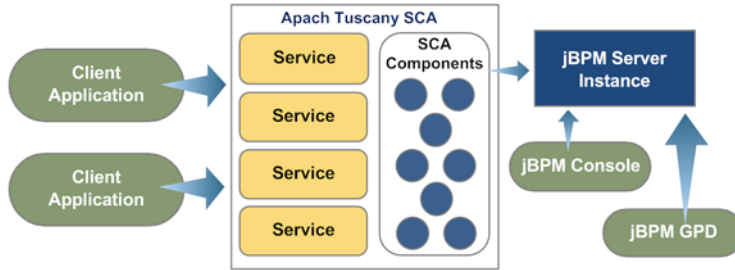 Apach Tuscany SCA
Client
Application
Client
Application
Service
Service
Service
Service
SCA
Components
jBPM Server
Instance
jBPM Console
jBPM GPD